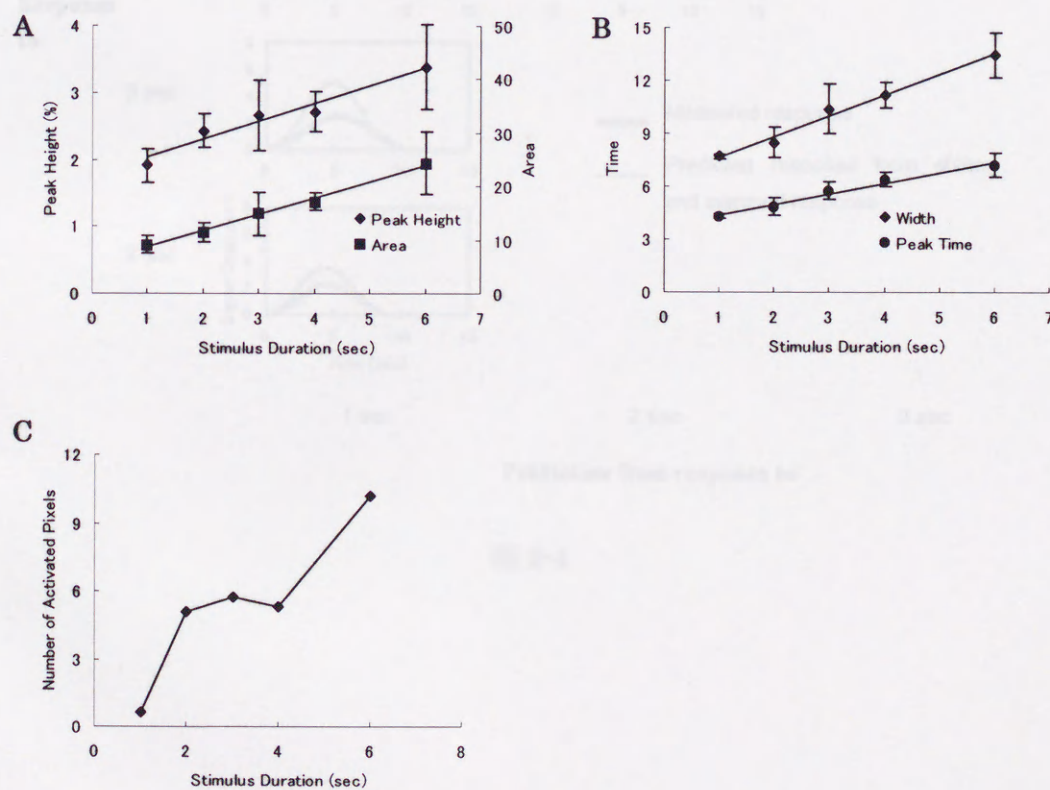 A
4
3
2
1
0
Peak Height (%)
50
40
30
20
10
0
Area
Peak Height
Area
0 1 2 3 4 5 6 7
Stimulus Duration (sec)
B
15
12
9
6
3
0
Time
Width
Peak Time
0 1 2 3 4 5 6 7
Stimulus Duration (sec)
C
12
9
6
3
0
Number of Activated Pixels
0 2 4 6 8
Stimulus Duration (sec)